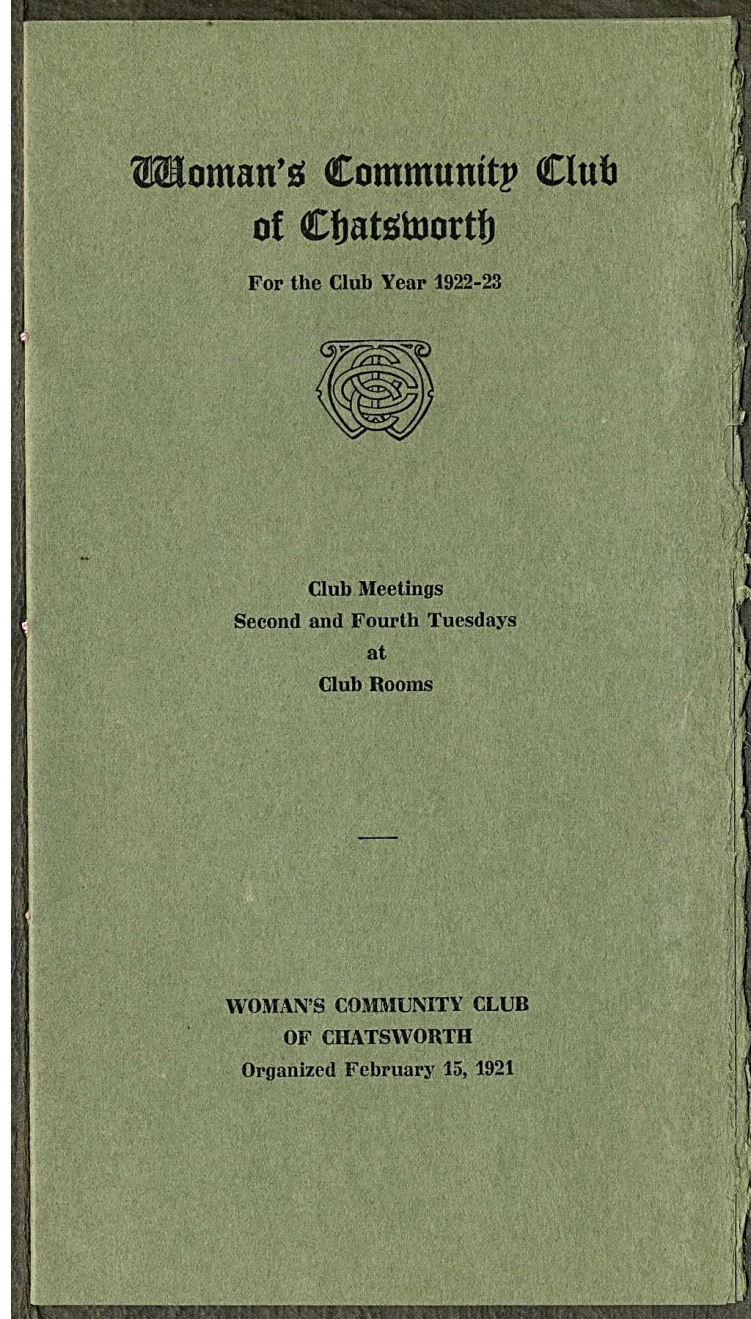 Woman's Community Club
of Chatsworth
For the Club Year 1922-23
Club Meetings
Second and Fourth Tuesdays
at
Club Rooms
WOMAN'S COMMUNITY CLUB
OF CHATSWORTH
Organized February 15, 1921